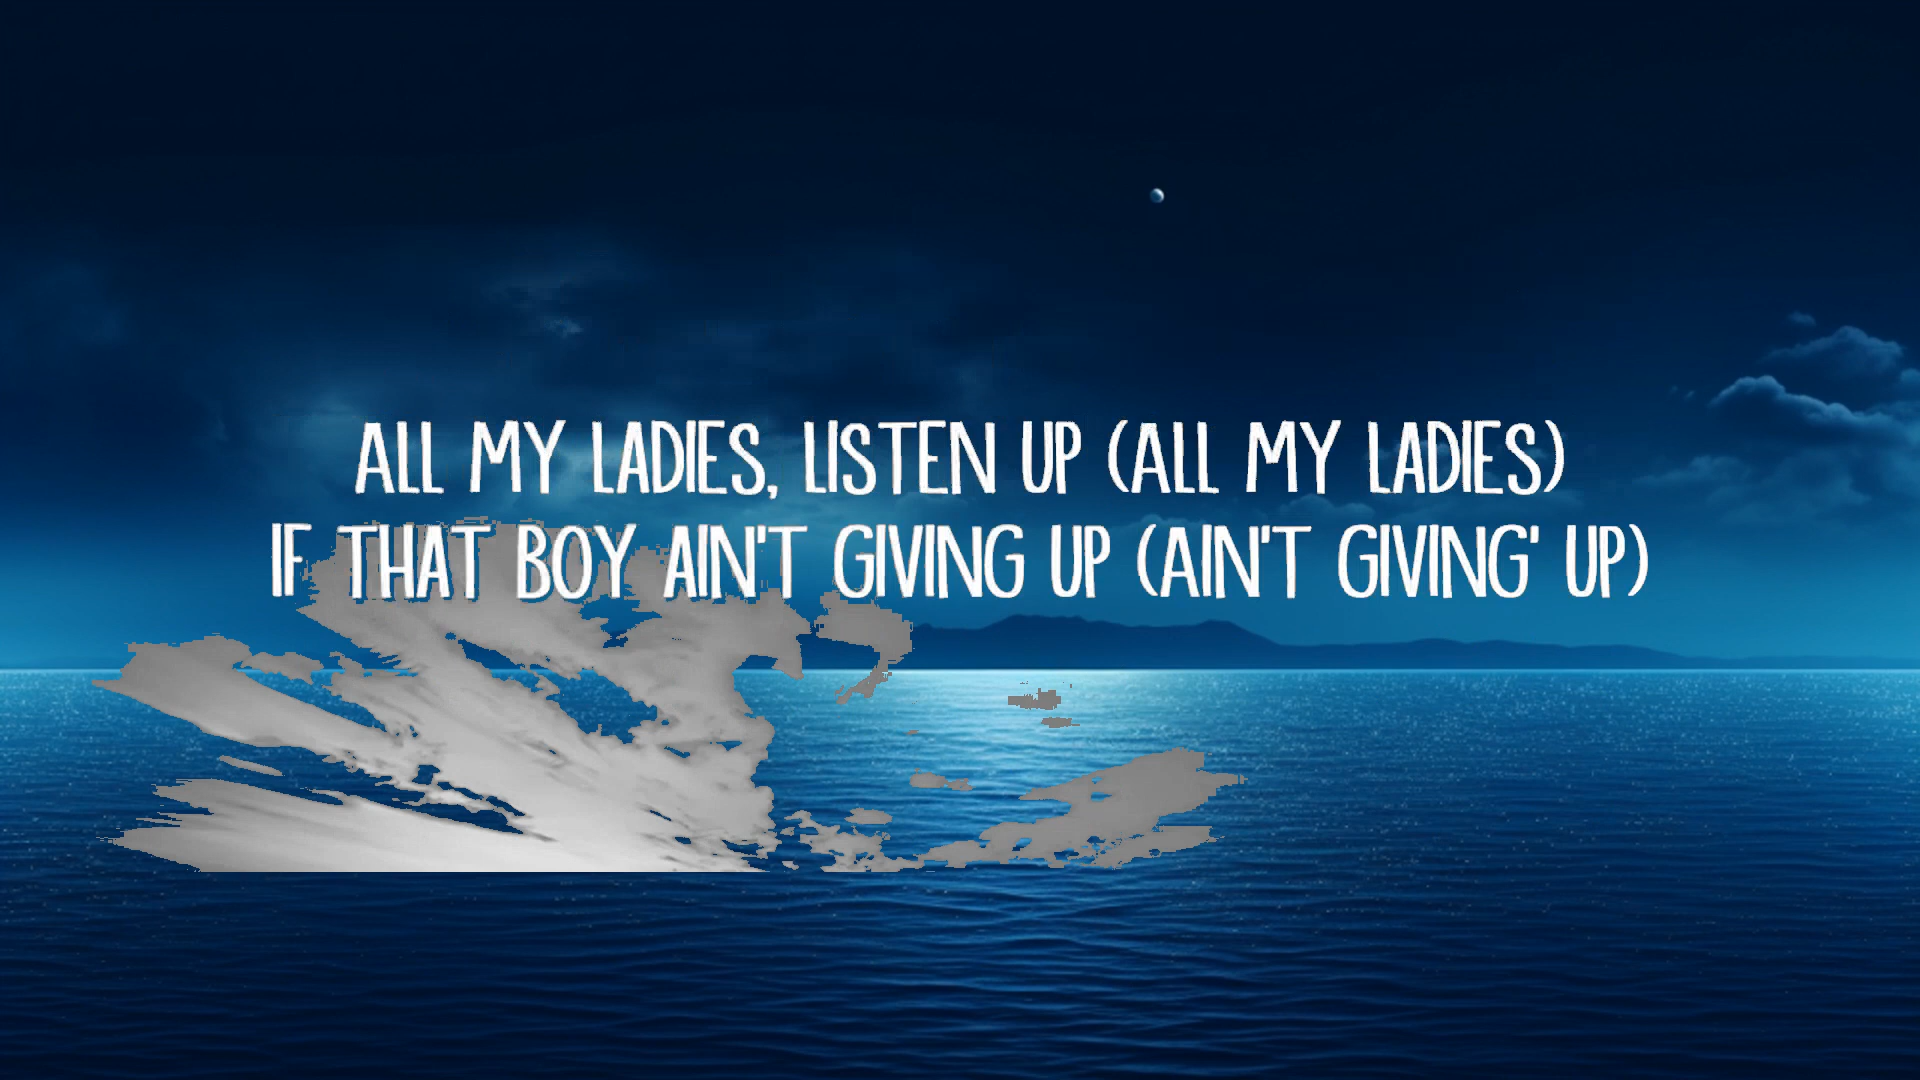 ALL MY LADIES, LISTEN UP (ALL MY LADIES)
IF THAT BOY AIN'T GIVING UP (AIN'T GIVING' UP)